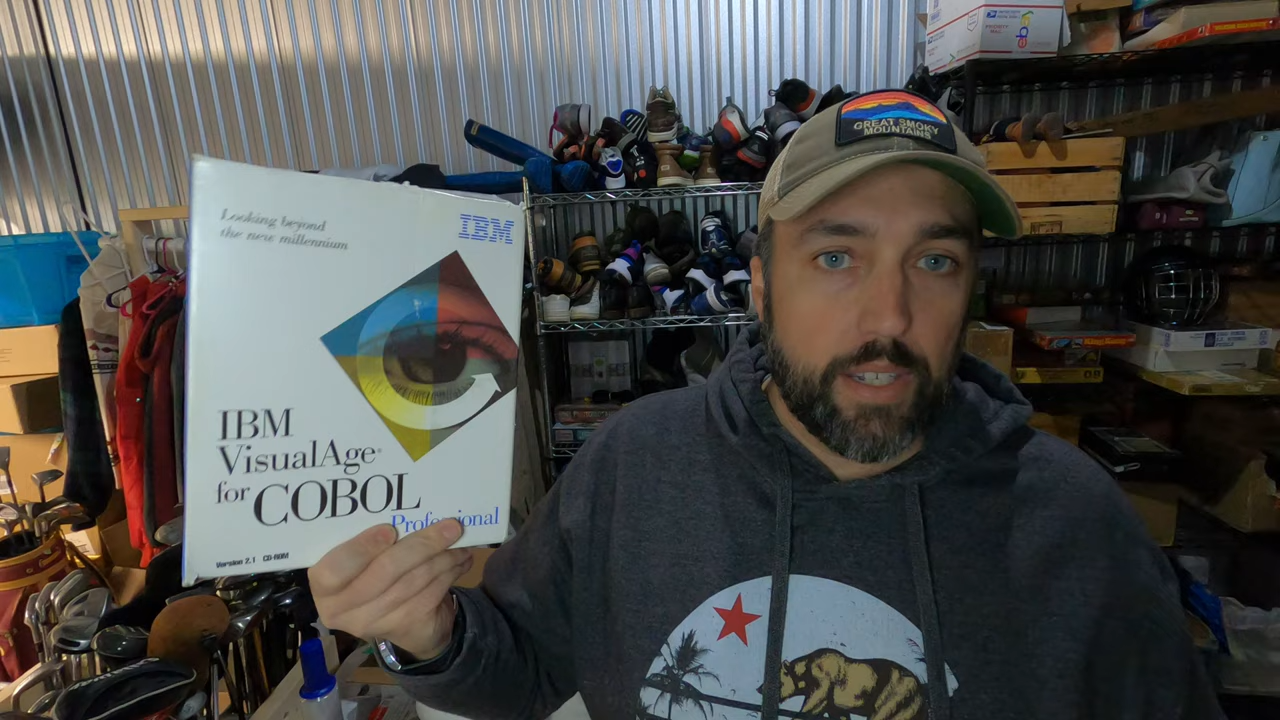 Looking beyond
the new millennium
IBM
IBM
VisualAge
for COBOL
Professional
Version 2.1 CD-ROM
GREAT SMOKY
MOUNTAINS
ebay